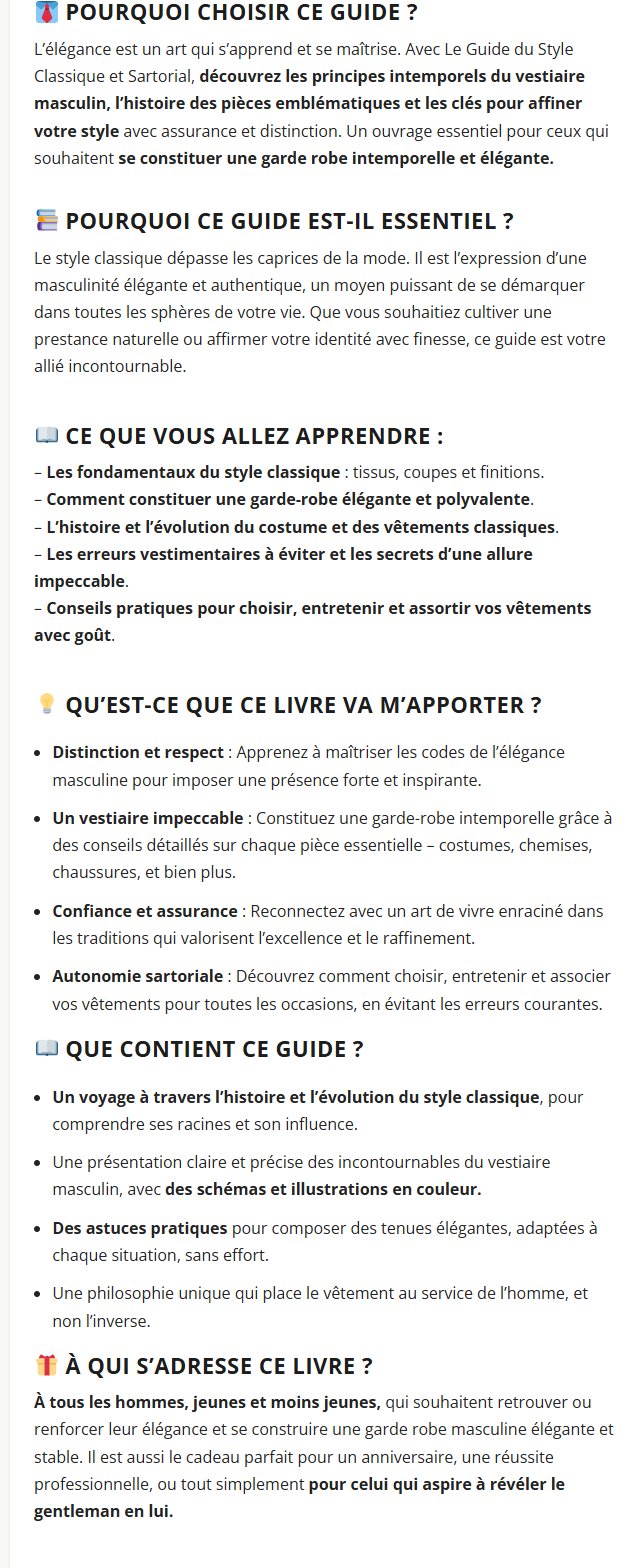 👔 POURQUOI CHOISIR CE GUIDE ?
L’élégance est un art qui s’apprend et se maîtrise. Avec Le Guide du Style
Classique et Sartorial, découvrez les principes intemporels du vestiaire
masculin, l’histoire des pièces emblématiques et les clés pour affiner
votre style avec assurance et distinction. Un ouvrage essentiel pour ceux qui
souhaitent se constituer une garde robe intemporelle et élégante.
📚 POURQUOI CE GUIDE EST-IL ESSENTIEL ?
Le style classique dépasse les caprices de la mode. Il est l’expression d’une
masculinité élégante et authentique, un moyen puissant de se démarquer
dans toutes les sphères de votre vie. Que vous souhaitiez cultiver une
prestance naturelle ou affirmer votre identité avec finesse, ce guide est votre
allié incontournable.
📖 CE QUE VOUS ALLEZ APPRENDRE :
– Les fondamentaux du style classique : tissus, coupes et finitions.
– Comment constituer une garde-robe élégante et polyvalente.
– L’histoire et l’évolution du costume et des vêtements classiques.
– Les erreurs vestimentaires à éviter et les secrets d’une allure
impeccable.
– Conseils pratiques pour choisir, entretenir et assortir vos vêtements
avec goût.
💡 QU’EST-CE QUE CE LIVRE VA M’APPORTER ?
• Distinction et respect : Apprenez à maîtriser les codes de l’élégance
masculine pour imposer une présence forte et inspirante.
• Un vestiaire impeccable : Constituez une garde-robe intemporelle grâce à
des conseils détaillés sur chaque pièce essentielle – costumes, chemises,
chaussures, et bien plus.
• Confiance et assurance : Reconnectez avec un art de vivre enraciné dans
les traditions qui valorisent l’excellence et le raffinement.
• Autonomie sartoriale : Découvrez comment choisir, entretenir et associer
vos vêtements pour toutes les occasions, en évitant les erreurs courantes.
📖 QUE CONTIENT CE GUIDE ?
• Un voyage à travers l’histoire et l’évolution du style classique, pour
comprendre ses racines et son influence.
• Une présentation claire et précise des incontournables du vestiaire
masculin, avec des schémas et illustrations en couleur.
• Des astuces pratiques pour composer des tenues élégantes, adaptées à
chaque situation, sans effort.
• Une philosophie unique qui place le vêtement au service de l’homme, et
non l’inverse.
🎁 À QUI S’ADRESSE CE LIVRE ?
À tous les hommes, jeunes et moins jeunes, qui souhaitent retrouver ou
renforcer leur élégance et se construire une garde robe masculine élégante et
stable. Il est aussi le cadeau parfait pour un anniversaire, une réussite
professionnelle, ou tout simplement pour celui qui aspire à révéler le
gentleman en lui.